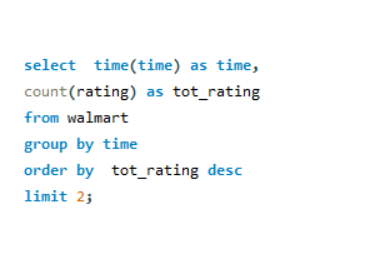 select  time(time) as time,
count(rating) as tot_rating
from walmart
group by time
order by  tot_rating desc
limit 2;